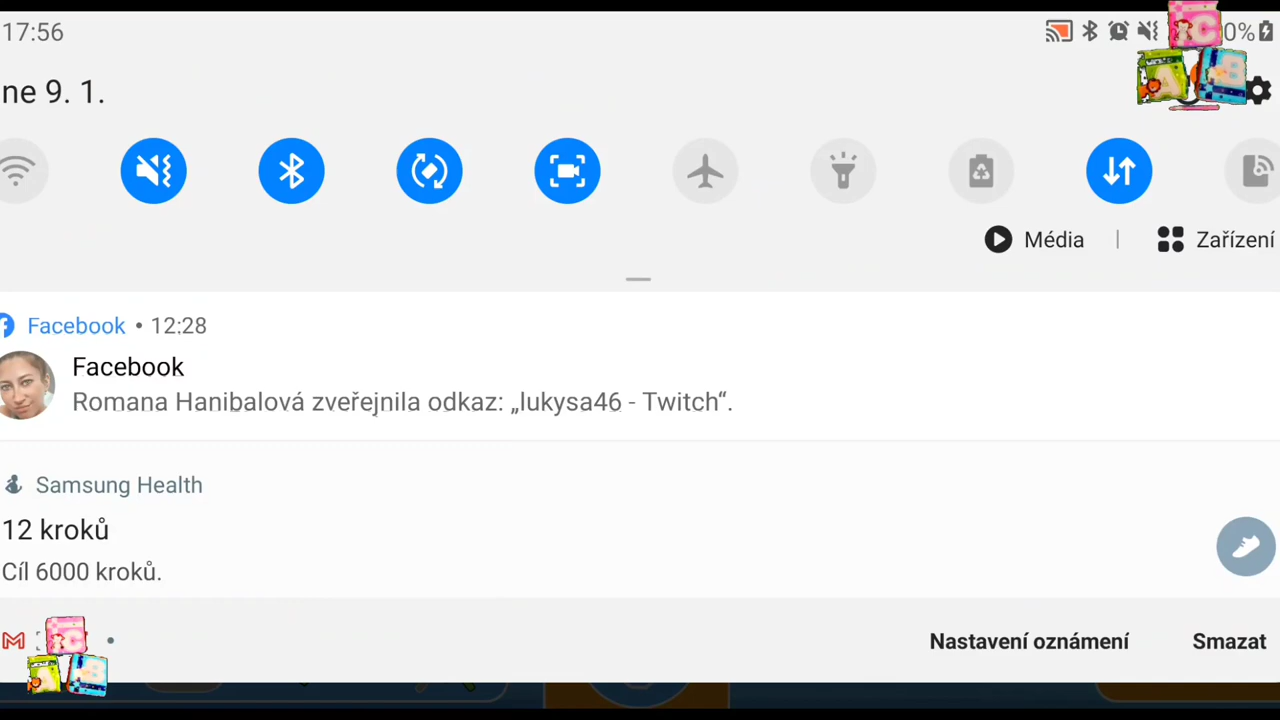 17:56
0%
ne 9. 1.
Média | Zařízení
Facebook • 12:28
Facebook
Romana Hanibalová zveřejnila odkaz: „lukysa46 - Twitch“.
Samsung Health
12 kroků
Cíl 6000 kroků.
Nastavení oznámení Smazat
C
A B
C
A B